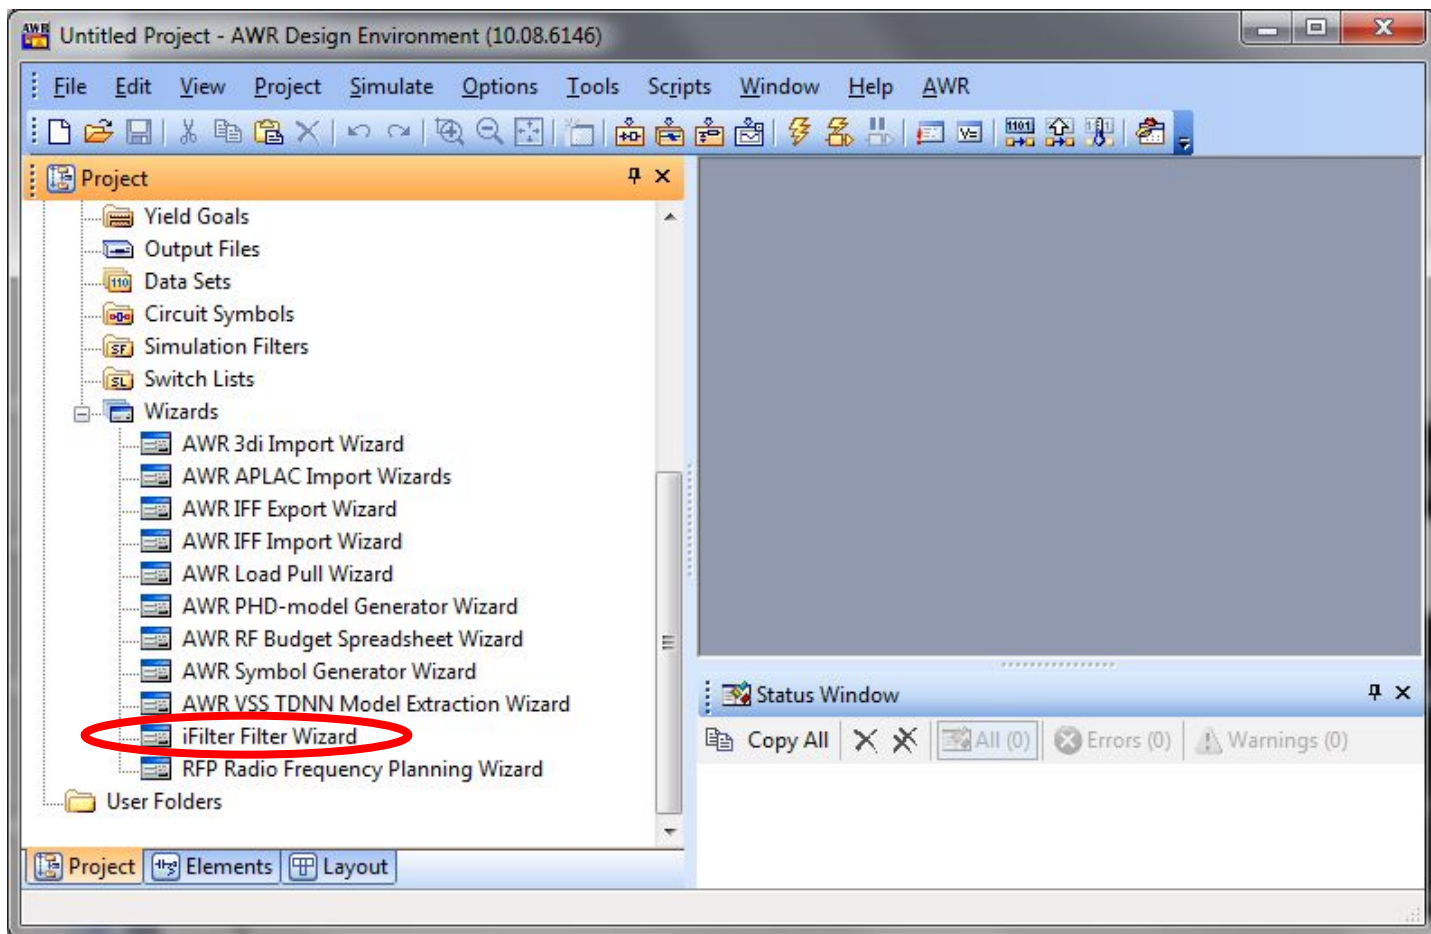 Untitled Project - AWR Design Environment (10.08.6146)
File Edit View Project Simulate Options Tools Scripts Window Help AWR
Project
Yield Goals
Output Files
Data Sets
Circuit Symbols
Simulation Filters
Switch Lists
Wizards
AWR 3di Import Wizard
AWR APLAC Import Wizards
AWR IFF Export Wizard
AWR IFF Import Wizard
AWR Load Pull Wizard
AWR PHD-model Generator Wizard
AWR RF Budget Spreadsheet Wizard
AWR Symbol Generator Wizard
AWR VSS TDNN Model Extraction Wizard
iFilter Filter Wizard
RFP Radio Frequency Planning Wizard
User Folders
Project Elements Layout
Status Window
Copy All All (0) Errors (0) Warnings (0)